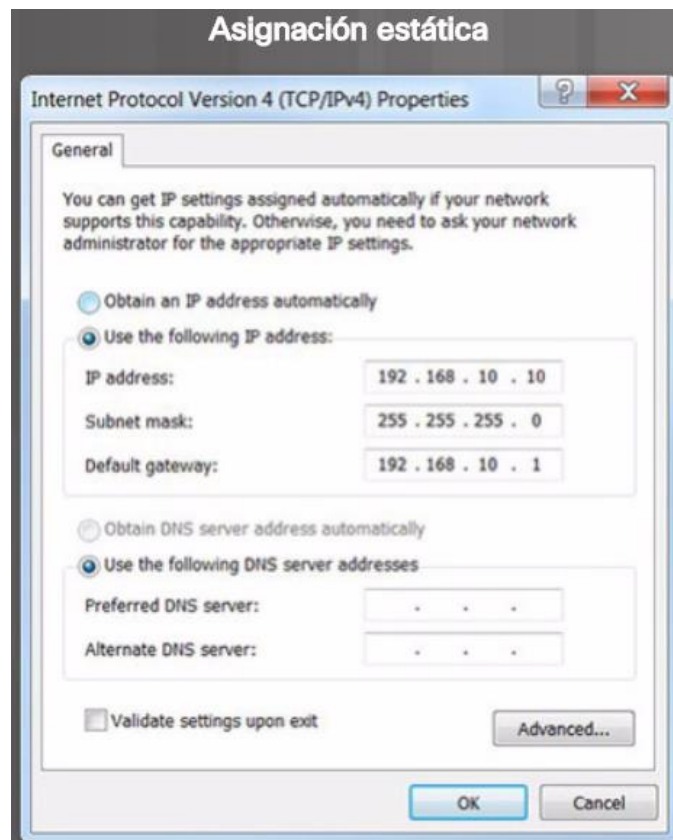 Asignación estática
Internet Protocol Version 4 (TCP/IPv4) Properties
General
You can get IP settings assigned automatically if your network
supports this capability. Otherwise, you need to ask your network
administrator for the appropriate IP settings.
Obtain an IP address automatically
Use the following IP address:
IP address: 192 . 168 . 10 . 10
Subnet mask: 255 . 255 . 255 . 0
Default gateway: 192 . 168 . 10 . 1
Obtain DNS server address automatically
Use the following DNS server addresses
Preferred DNS server: . . .
Alternate DNS server: . . .
Validate settings upon exit
Advanced...
OK Cancel